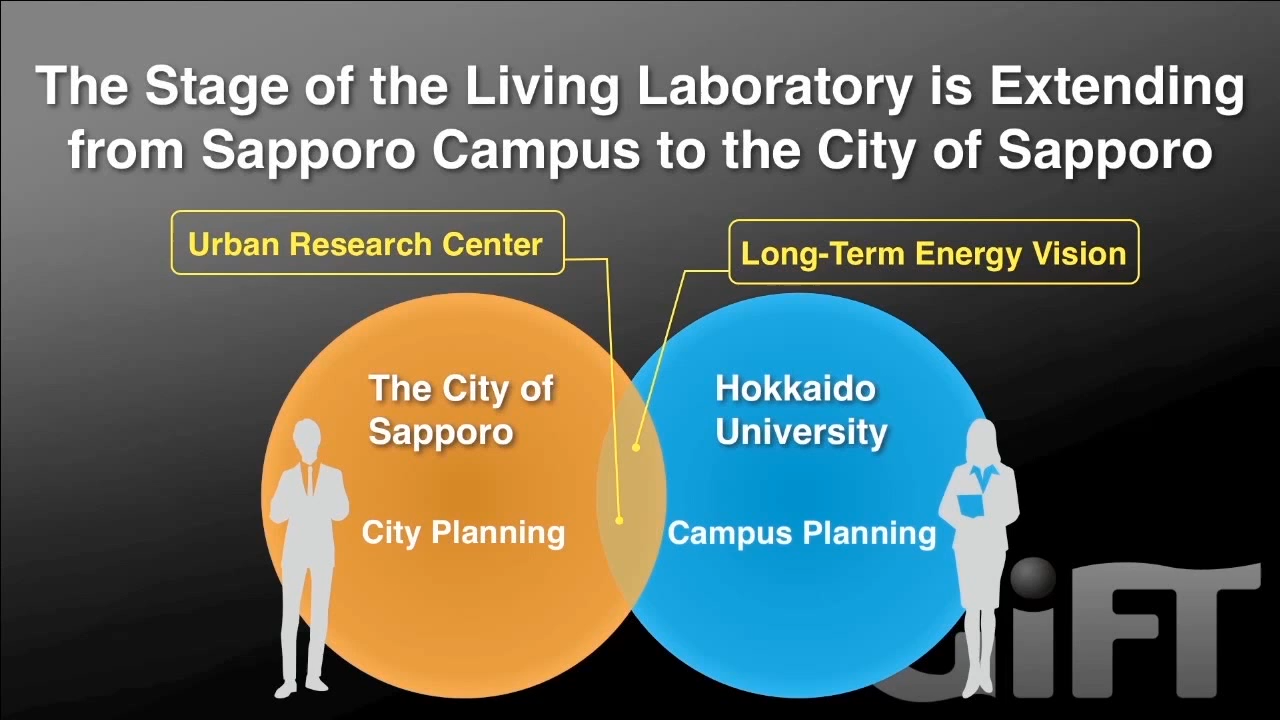 The Stage of the Living Laboratory is Extending
from Sapporo Campus to the City of Sapporo
Urban Research Center
Long-Term Energy Vision
The City of
Sapporo
Hokkaido
University
City Planning
Campus Planning
GiFT